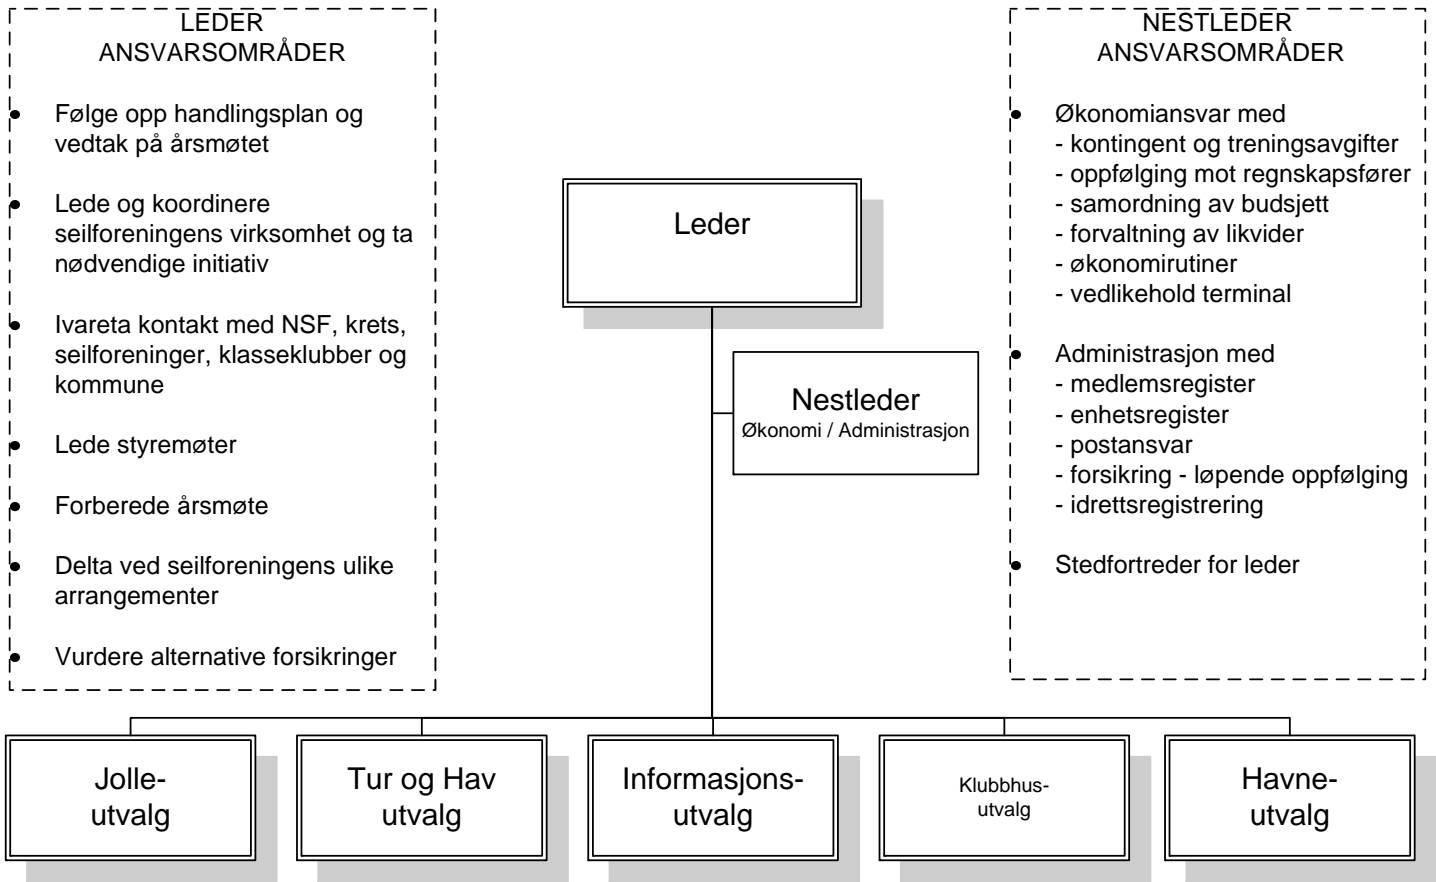 LEDER
ANSVARSOMRÅDER
• Følge opp handlingsplan og
vedtak på årsmøtet
• Lede og koordinere
seilforeningens virksomhet og ta
nødvendige initiativ
• Ivareta kontakt med NSF, krets,
seilforeninger, klasseklubber og
kommune
• Lede styremøter
• Forberede årsmøte
• Delta ved seilforeningens ulike
arrangementer
• Vurdere alternative forsikringer
Leder
Nestleder
Økonomi / Administrasjon
NESTLEDER
ANSVARSOMRÅDER
• Økonomiansvar med
- kontingent og treningsavgifter
- oppfølging mot regnskapsfører
- samordning av budsjett
- forvaltning av likvider
- økonomirutiner
- vedlikehold terminal
• Administrasjon med
- medlemsregister
- enhetsregister
- postansvar
- forsikring - løpende oppfølging
- idrettsregistrering
• Stedfortreder for leder
Jolle-
utvalg
Tur og Hav
utvalg
Informasjons-
utvalg
Klubbhus-
utvalg
Havne-
utvalg